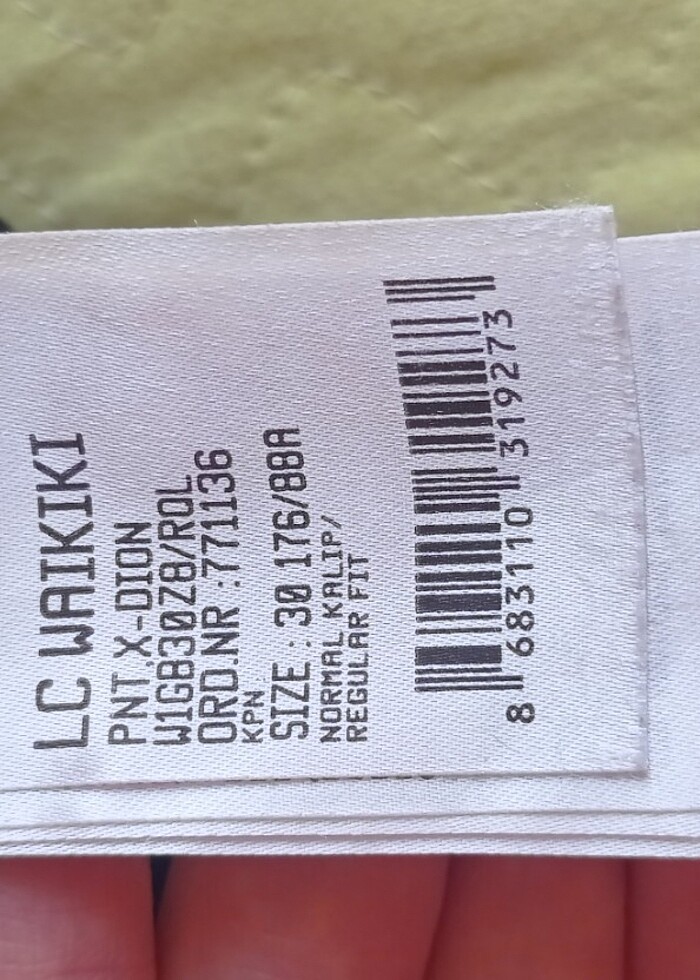 LC WAIKIKI
PNT.X-DION
W1GB30Z8/RQL
ORD.NR :771136
KPN
SIZE : 30 176/88A
NORMAL KALIP/
REGULAR FIT
8 683110 319273